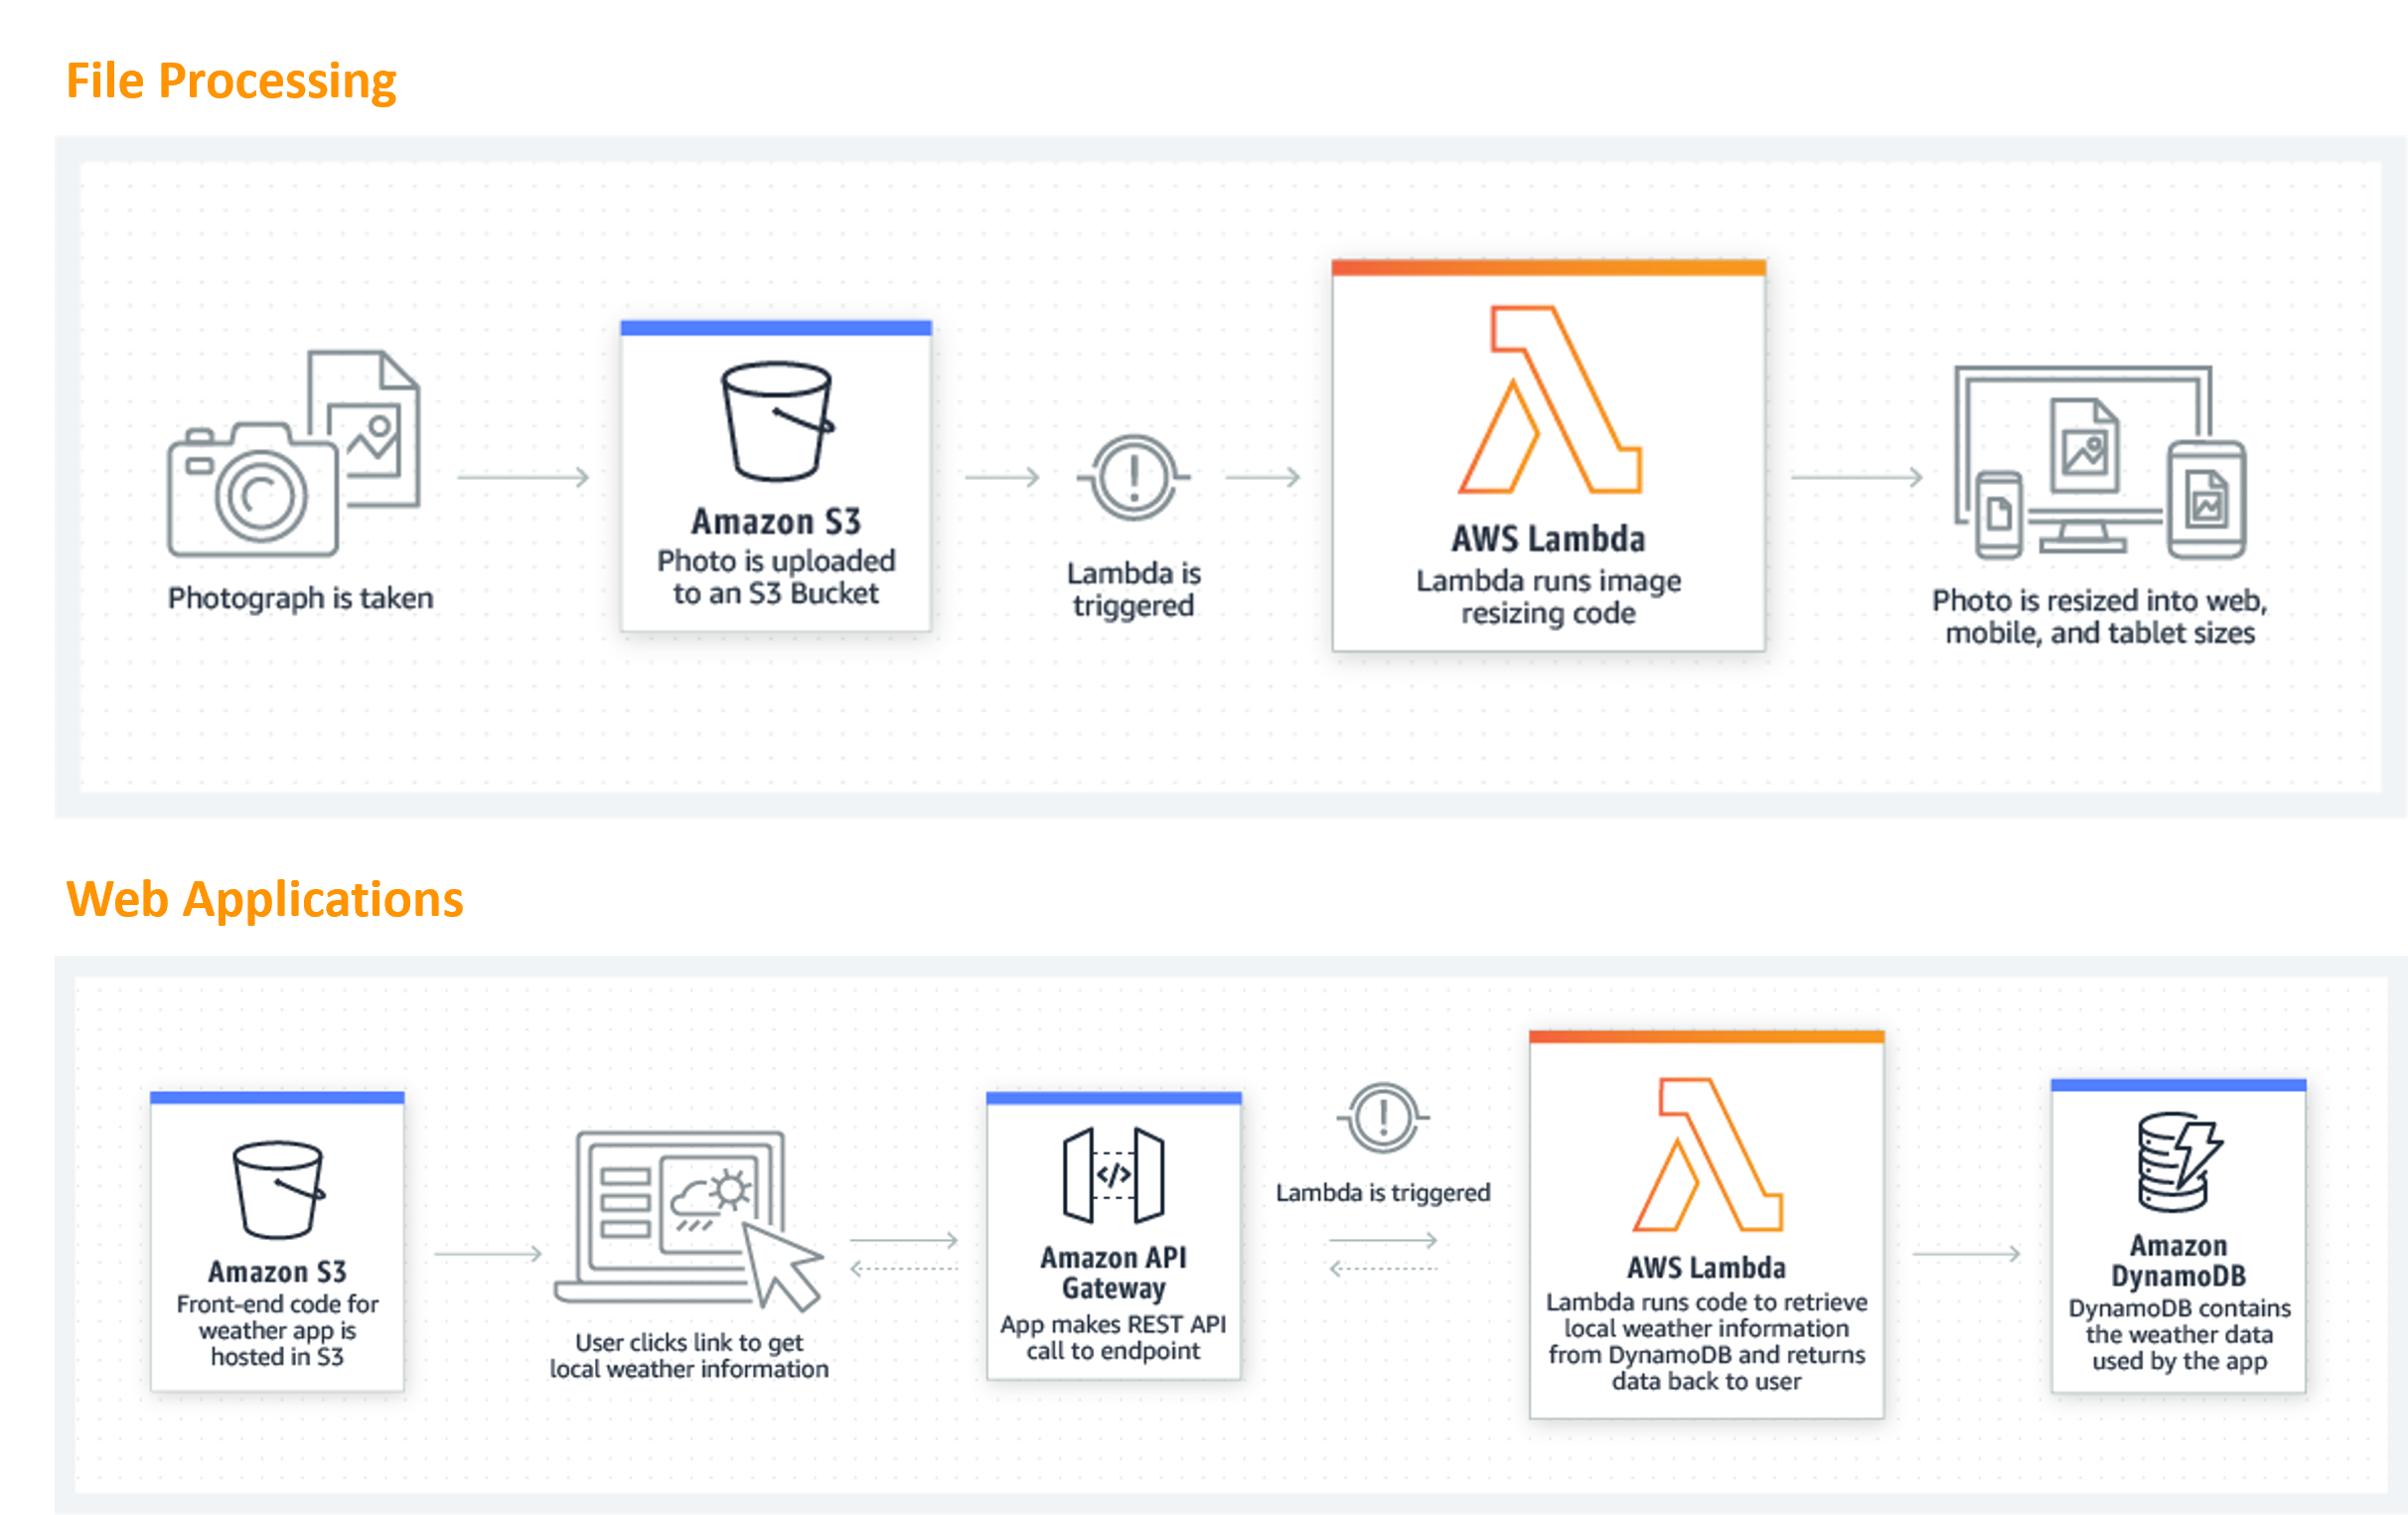 File Processing
Photograph is taken
Amazon S3
Photo is uploaded
to an S3 Bucket
Lambda is
triggered
AWS Lambda
Lambda runs image
resizing code
Photo is resized into web,
mobile, and tablet sizes
Web Applications
Amazon S3
Front-end code for
weather app is
hosted in S3
User clicks link to get
local weather information
</>
Amazon API
Gateway
App makes REST API
call to endpoint
Lambda is triggered
AWS Lambda
Lambda runs code to retrieve
local weather information
from DynamoDB and returns
data back to user
Amazon
DynamoDB
DynamoDB contains
the weather data
used by the app